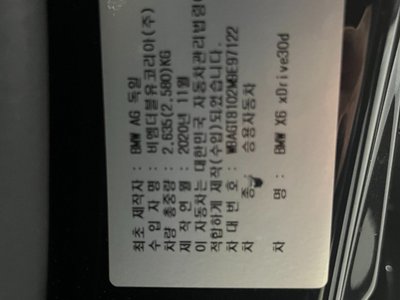 최초 제작자 : BMW AG 독일
수 입 자 명 : 비엠더블유코리아(주)
차량 총중량 : 2,635(2,580)KG
제 작 연 월 : 2020년 11월
이 자동차는 대한민국 자동차관리법령에
적합하게 제작(수입)되었습니다.
차 대 번 호 : WBAGT8102M9E97122
차 종 : 승용자동차
차 명 : BMW X6 xDrive30d